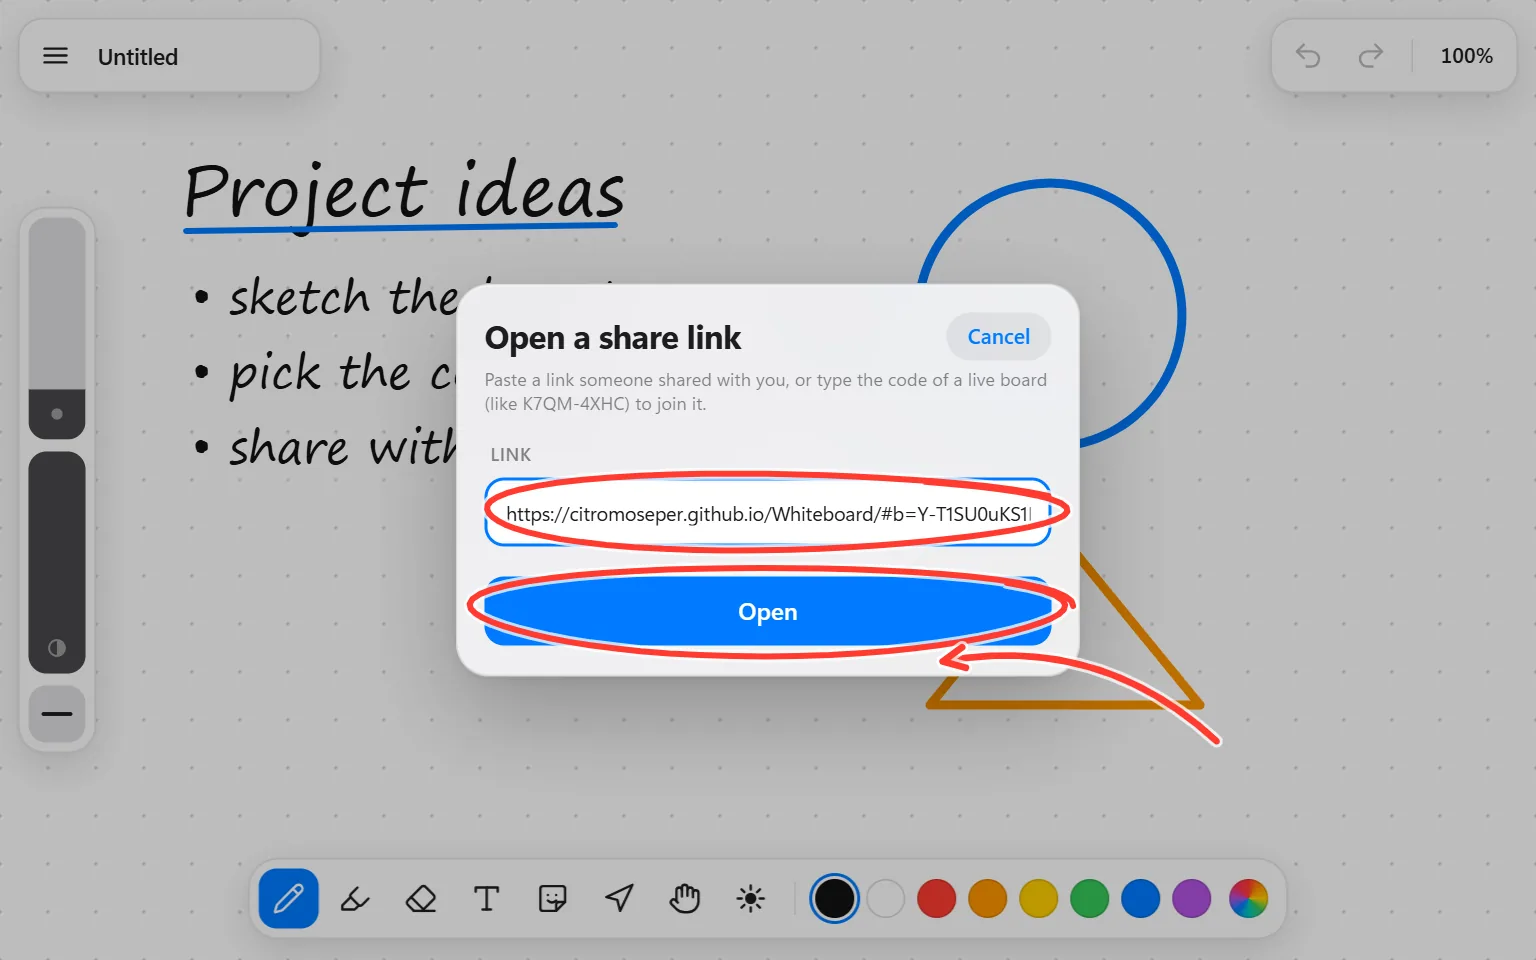 Untitled
100%
Project ideas
• sketch the
• pick the
• share with
Open a share link
Cancel
Paste a link someone shared with you, or type the code of a live board
(like K7QM-4XHC) to join it.
LINK
https://citromoseper.github.io/Whiteboard/#b=Y-T1SU0uKS1
Open